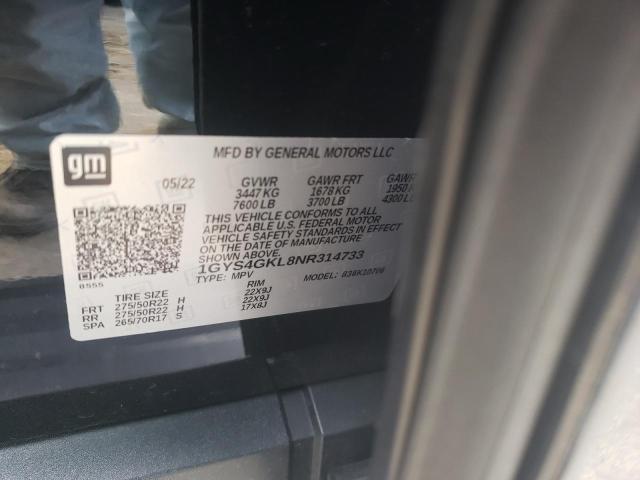 gm
MFD BY GENERAL MOTORS LLC
05/22 GVWR GAWR FRT GAWR
3447 KG 1678 KG 1950
7600 LB 3700 LB 4300
THIS VEHICLE CONFORMS TO ALL
APPLICABLE U.S. FEDERAL MOTOR
VEHICLE SAFETY STANDARDS IN EFFECT
ON THE DATE OF MANUFACTURE
SHOWN ABOVE.
1GYS4GKL8NR314733
8555
TYPE: MPV MODEL:
TIRE SIZE RIM
FRT 275/50R22 H 22X9J
RR 275/50R22 H 22X9J
SPA 265/70R17 S 17X8J